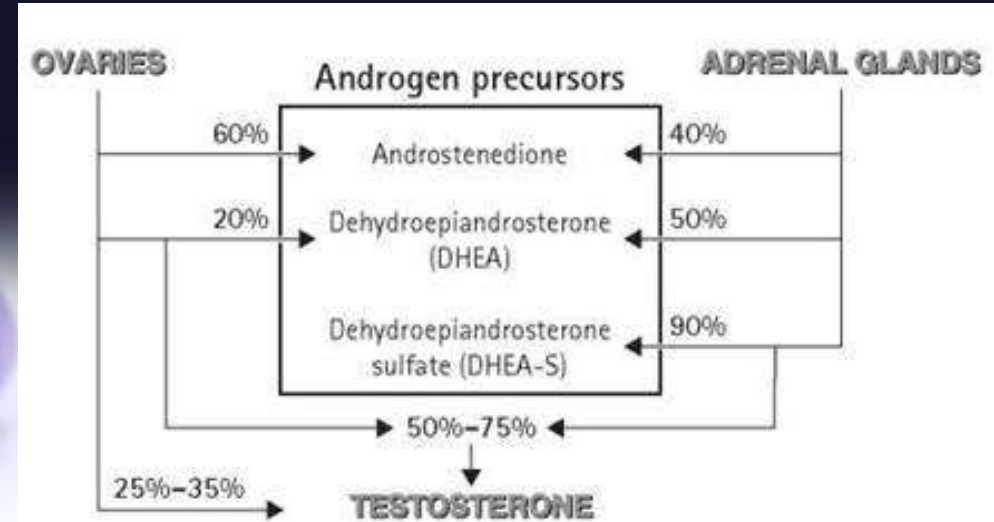 OVARIES
ADRENAL GLANDS
Androgen precursors
60%
Androstenedione
40%
20%
Dehydroepiandrosterone
(DHEA)
50%
Dehydroepiandrosterone
sulfate (DHEA-S)
90%
50%–75%
25%–35%
TESTOSTERONE